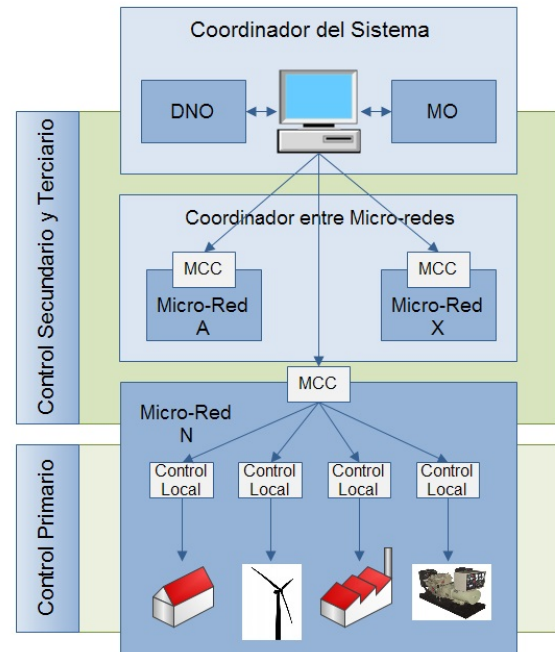 Coordinador del Sistema
DNO
MO
Control Secundario y Terciario
Coordinador entre Micro-redes
MCC
Micro-Red
A
MCC
Micro-Red
X
MCC
Micro-Red
N
Control Primario
Control
Local
Control
Local
Control
Local
Control
Local